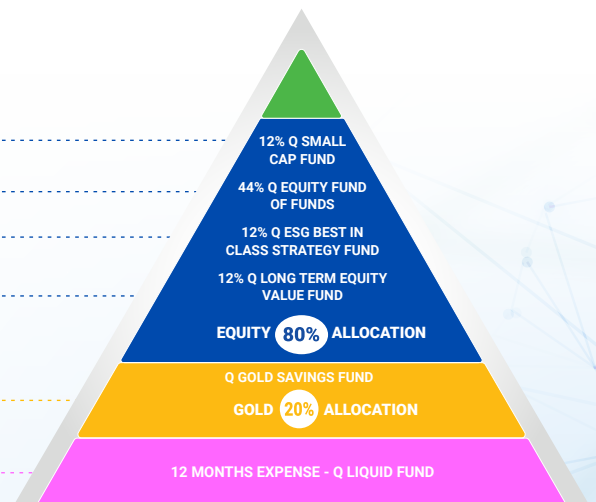 12% Q SMALL
CAP FUND
44% Q EQUITY FUND
OF FUNDS
12% Q ESG BEST IN
CLASS STRATEGY FUND
12% Q LONG TERM EQUITY
VALUE FUND
EQUITY 80% ALLOCATION
Q GOLD SAVINGS FUND
GOLD 20% ALLOCATION
12 MONTHS EXPENSE - Q LIQUID FUND